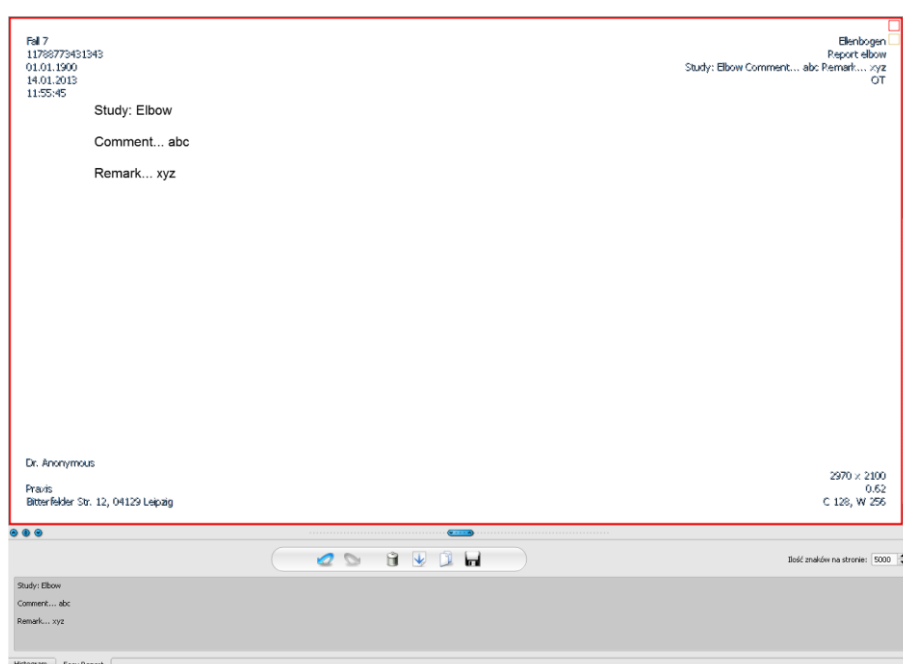 Fall 7
11788773431343
01.01.1900
14.01.2013
11:55:45
Ellenbogen
Report elbow
Study: Elbow Comment... abc Remark... xyz
OT
Study: Elbow
Comment... abc
Remark... xyz
Dr. Anonymous
Praxis
Bitterfelder Str. 12, 04129 Leipzig
2970 x 2100
0.62
C 128, W 256
Ilość znaków na stronie: 5000
Study: Elbow
Comment... abc
Remark... xyz
Histogram
Easy Report